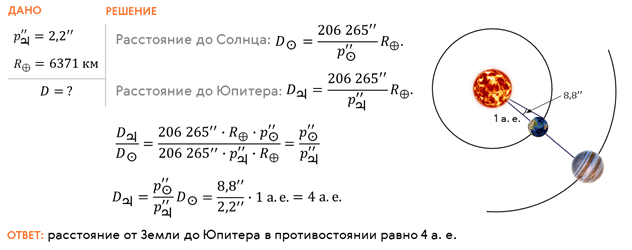 ДАНО
РЕШЕНИЕ
p″♃ = 2,2″
R⊕ = 6371 км
D = ?
Расстояние до Солнца: D☉ = 206 265″ / p″☉ R⊕.
Расстояние до Юпитера: D♃ = 206 265″ / p″♃ R⊕.
D♃ / D☉ = 206 265″ · R⊕ · p″☉ / 206 265″ · p″♃ · R⊕ = p″☉ / p″♃
D♃ = p″☉ / p″♃ D☉ = 8,8″ / 2,2″ · 1 а. е. = 4 а. е.
8,8″
1 а. е.
ОТВЕТ: расстояние от Земли до Юпитера в противостоянии равно 4 а. е.